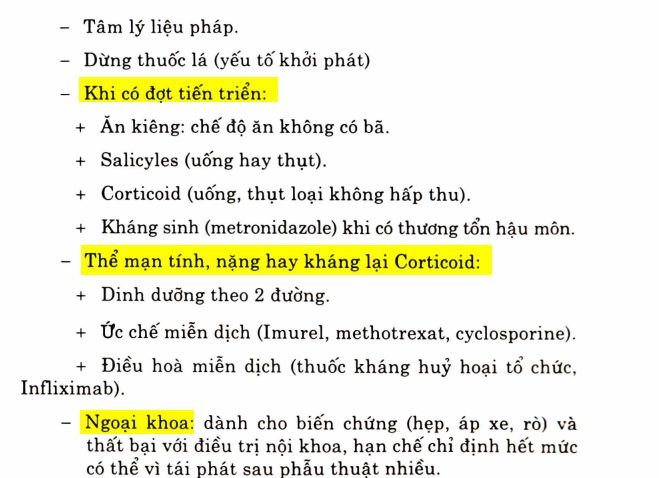 – Tâm lý liệu pháp.
– Dừng thuốc lá (yếu tố khởi phát)
– Khi có đợt tiến triển:
+ Ăn kiêng: chế độ ăn không có bã.
+ Salicyles (uống hay thụt).
+ Corticoid (uống, thụt loại không hấp thu).
+ Kháng sinh (metronidazole) khi có thương tổn hậu môn.
– Thể mạn tính, nặng hay kháng lại Corticoid:
+ Dinh dưỡng theo 2 đường.
+ Ức chế miễn dịch (Imurel, methotrexat, cyclosporine).
+ Điều hoà miễn dịch (thuốc kháng huỷ hoại tổ chức,
Infliximab).
– Ngoại khoa: dành cho biến chứng (hẹp, áp xe, rò) và
thất bại với điều trị nội khoa, hạn chế chỉ định hết mức
có thể vì tái phát sau phẫu thuật nhiều.